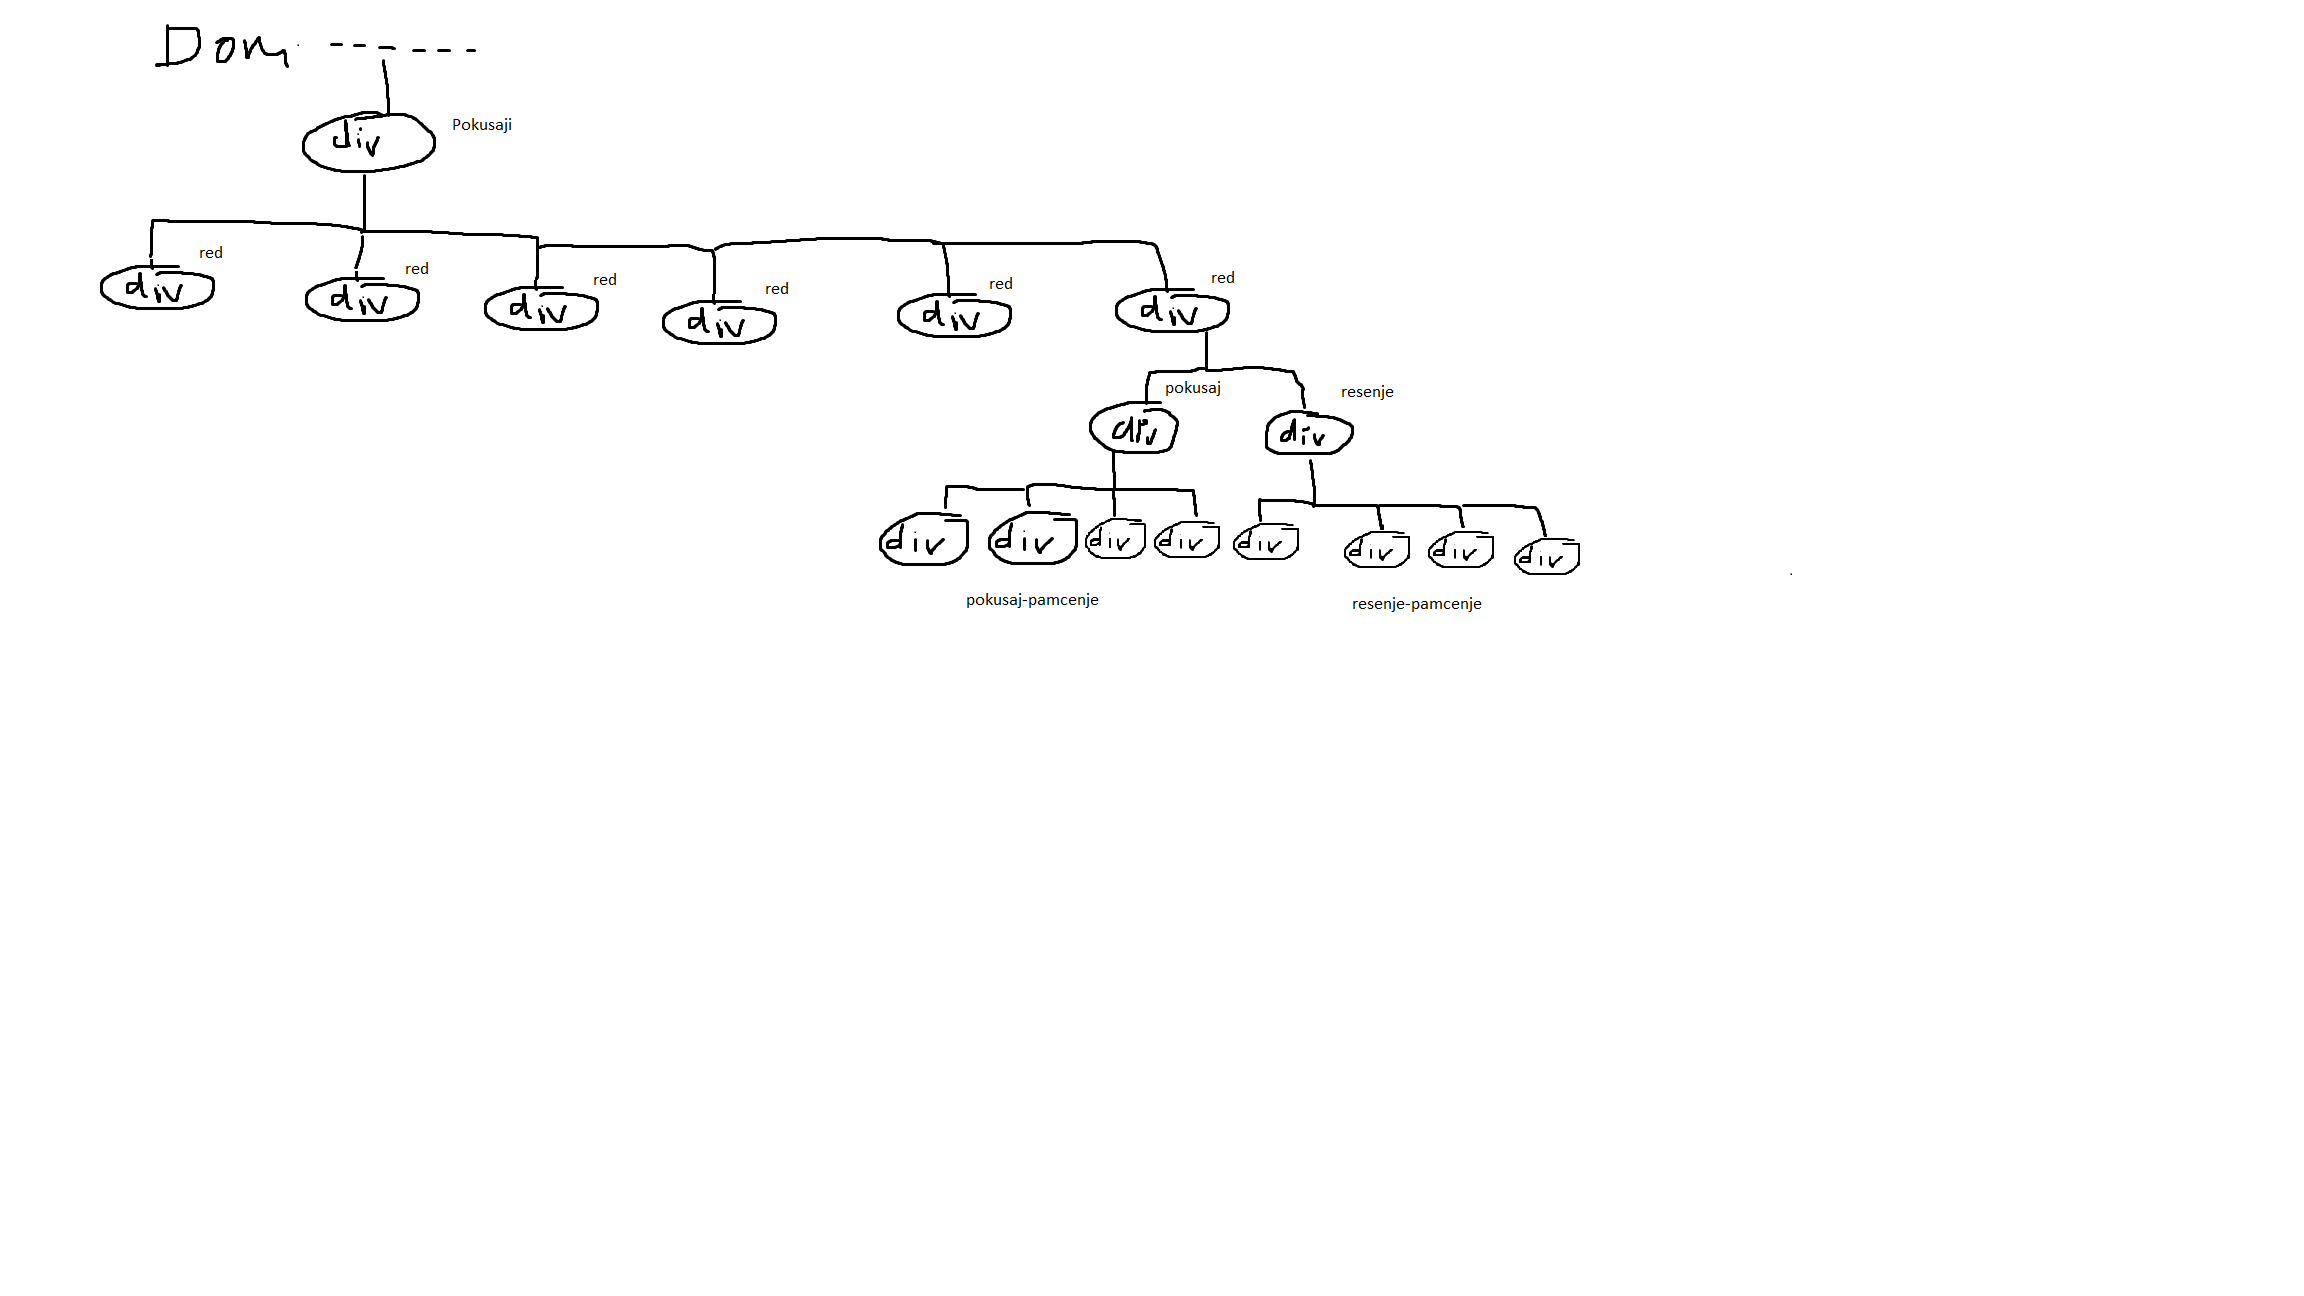 Dom
div Pokusaji
red red red red red red
div div div div div div
pokusaj resenje
div div
div div div div div div div div
pokusaj-pamcenje resenje-pamcenje